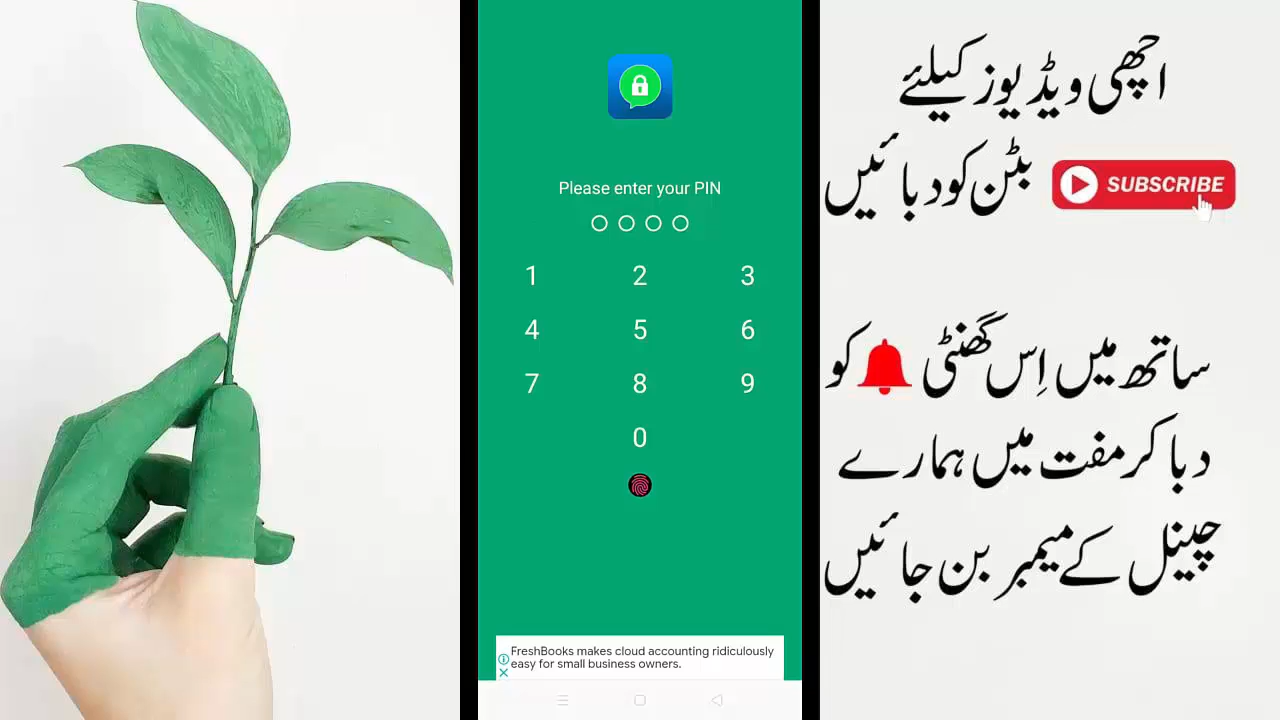 Please enter your PIN
1 2 3
4 5 6
7 8 9
0
FreshBooks makes cloud accounting ridiculously
easy for small business owners.
اچھی ویڈیوز کیلئے
SUBSCRIBE بٹن کو دبائیں
ساتھ میں اِس گھنٹی کو
دبا کر مفت میں ہمارے
چینل کے میمبر بن جائیں